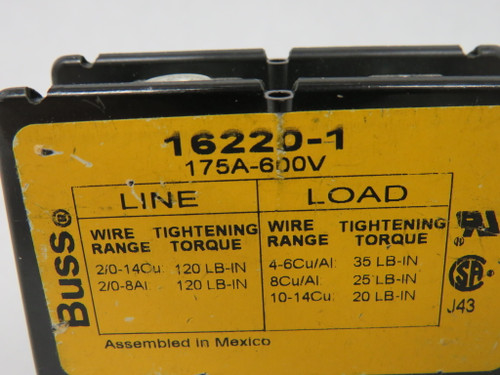 16220-1
175A-600V
LINE LOAD
WIRE RANGE TIGHTENING TORQUE WIRE RANGE TIGHTENING TORQUE
2/0-14Cu: 120 LB-IN 4-6Cu/Al: 35 LB-IN
2/0-8Al: 120 LB-IN 8Cu/Al: 25 LB-IN
10-14Cu: 20 LB-IN
Assembled in Mexico
Buss®
UL ®
SA ®
J43